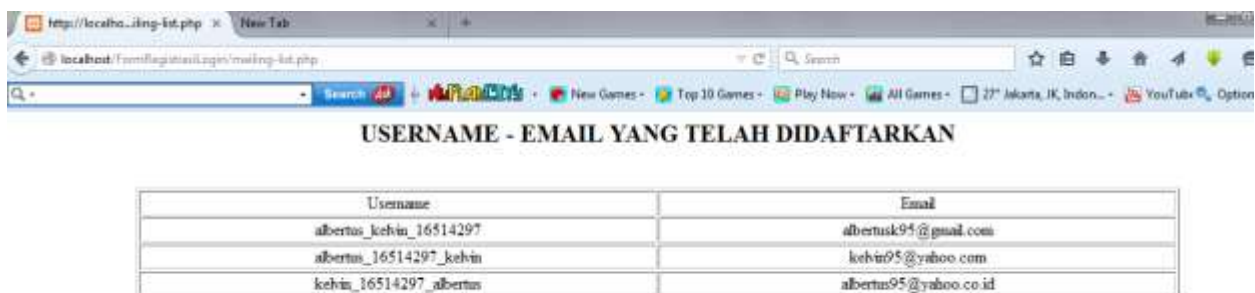 http://localho...iling-list.php × New Tab × +
localhost/FormRegistrasiLogin/mailing-list.php Search
Search New Games Top 10 Games Play Now All Games 27° Jakarta, JK, Indon... YouTube Option
USERNAME - EMAIL YANG TELAH DIDAFTARKAN
Username Email
albertus_kelvin_16514297 albertusk95@gmail.com
albertus_16514297_kelvin kelvin95@yahoo.com
kelvin_16514297_albertus albertus95@yahoo.co.id